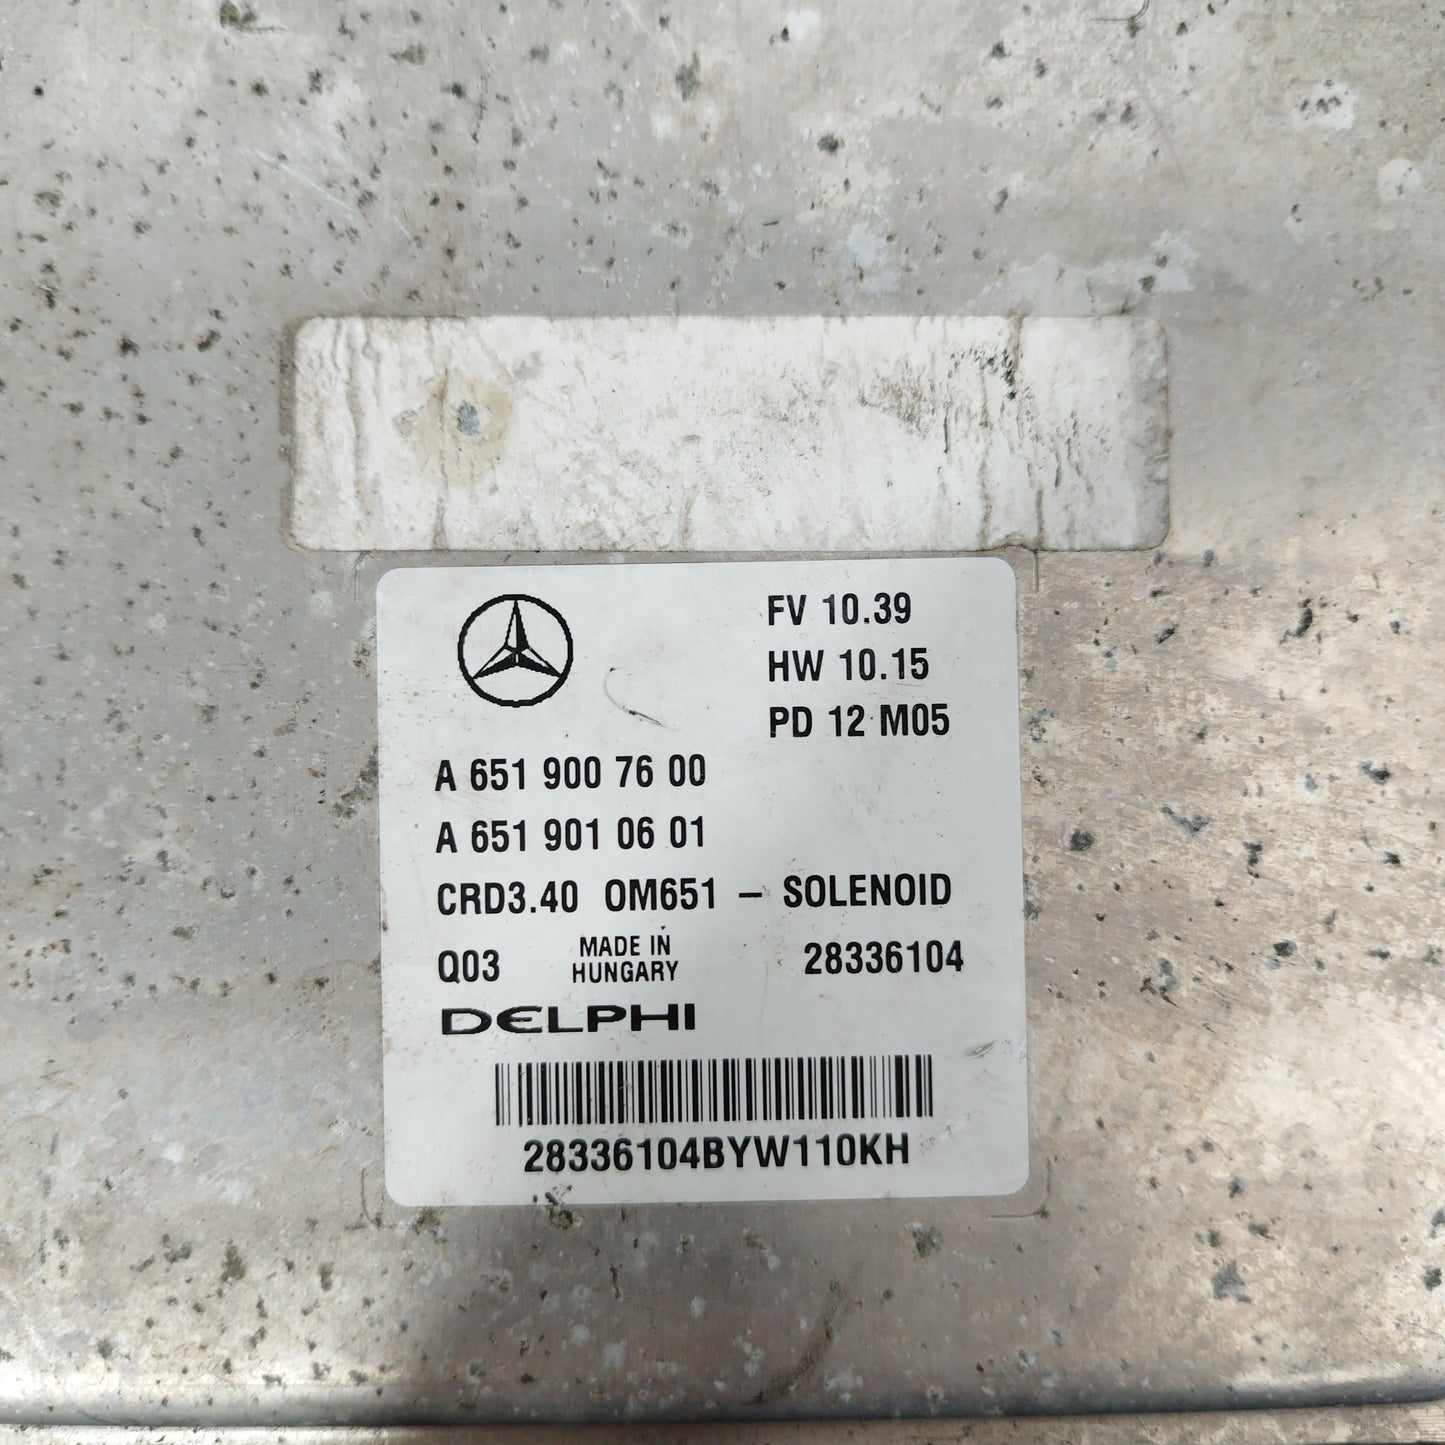 FV 10.39
HW 10.15
PD 12 M05
A 651 900 76 00
A 651 901 06 01
CRD3.40 OM651 – SOLENOID
Q03 MADE IN HUNGARY 28336104
DELPHI
28336104BYW110KH